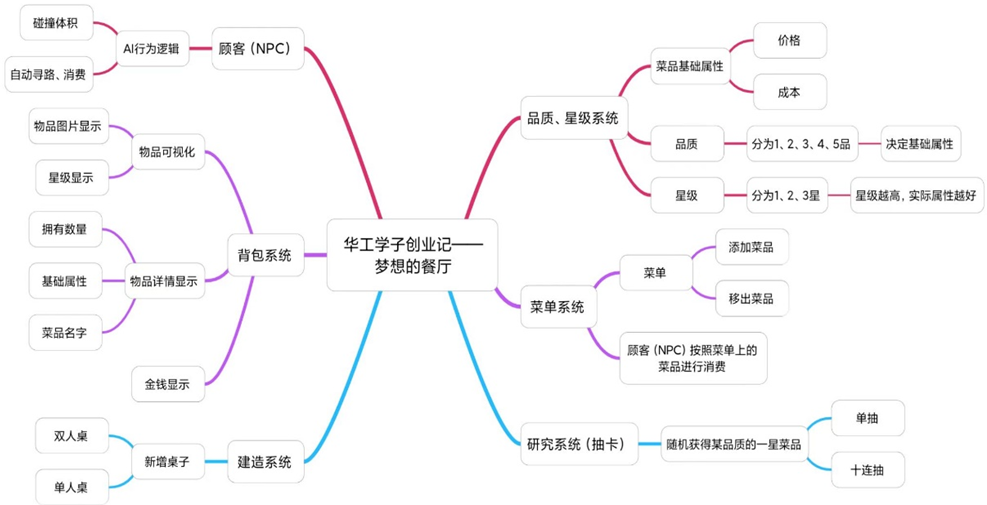 华工学子创业记——
梦想的餐厅
顾客（NPC）
AI行为逻辑
碰撞体积
自动寻路、消费
背包系统
物品可视化
物品图片显示
星级显示
物品详情显示
拥有数量
基础属性
菜品名字
金钱显示
建造系统
新增桌子
双人桌
单人桌
品质、星级系统
菜品基础属性
价格
成本
品质
分为1、2、3、4、5品
决定基础属性
星级
分为1、2、3星
星级越高，实际属性越好
菜单系统
菜单
添加菜品
移出菜品
顾客（NPC）按照菜单上的
菜品进行消费
研究系统（抽卡）
随机获得某品质的一星菜品
单抽
十连抽